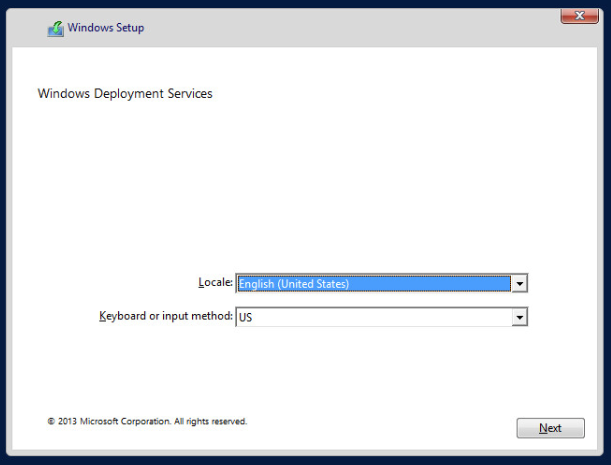 Windows Setup
Windows Deployment Services
Locale: English (United States)
Keyboard or input method: US
© 2013 Microsoft Corporation. All rights reserved.
Next